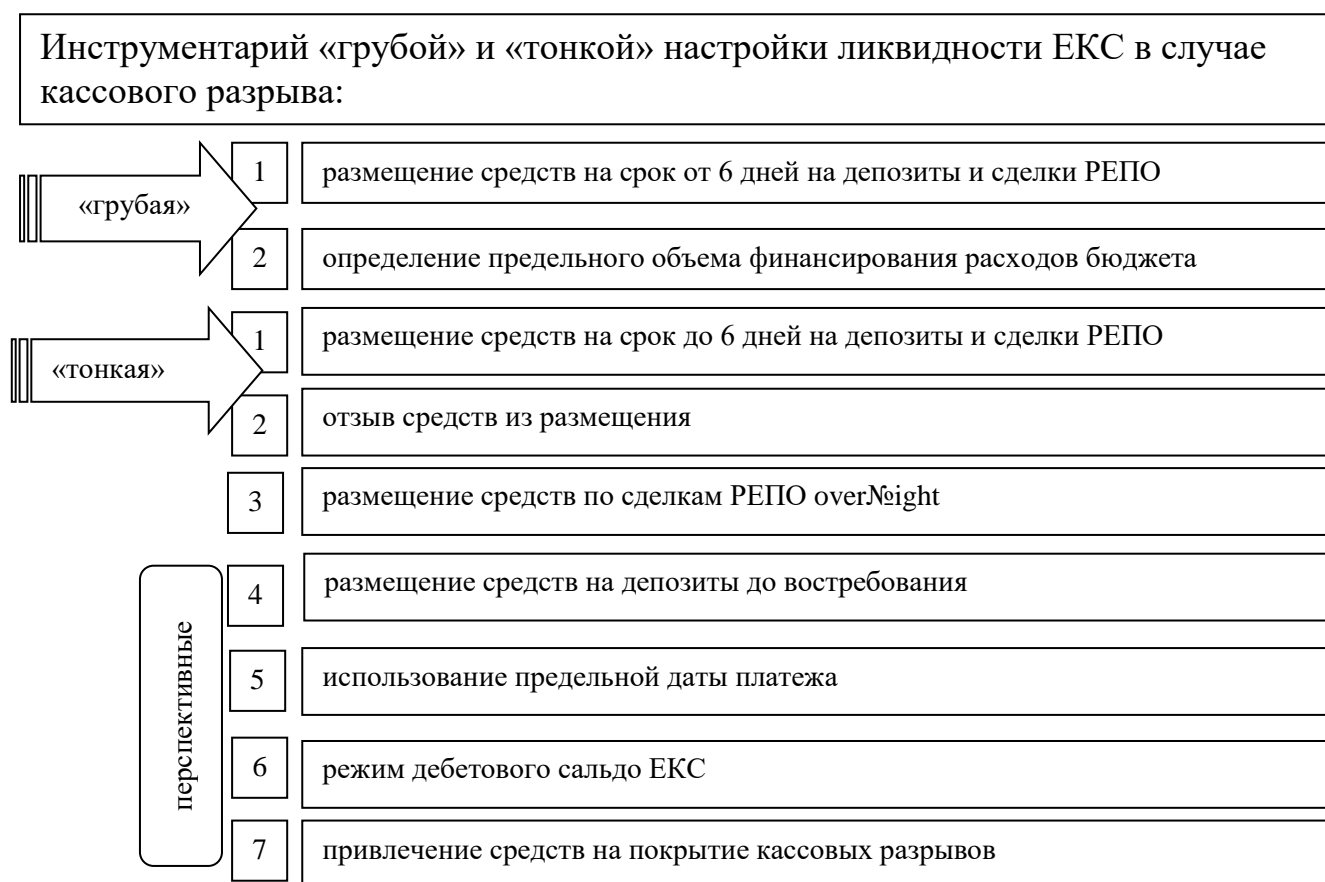 Инструментарий «грубой» и «тонкой» настройки ликвидности ЕКС в случае
кассового разрыва:
«грубая»
1
размещение средств на срок от 6 дней на депозиты и сделки РЕПО
2
определение предельного объема финансирования расходов бюджета
«тонкая»
1
размещение средств на срок до 6 дней на депозиты и сделки РЕПО
2
отзыв средств из размещения
3
размещение средств по сделкам РЕПО over№ight
перспективные
4
размещение средств на депозиты до востребования
5
использование предельной даты платежа
6
режим дебетового сальдо ЕКС
7
привлечение средств на покрытие кассовых разрывов